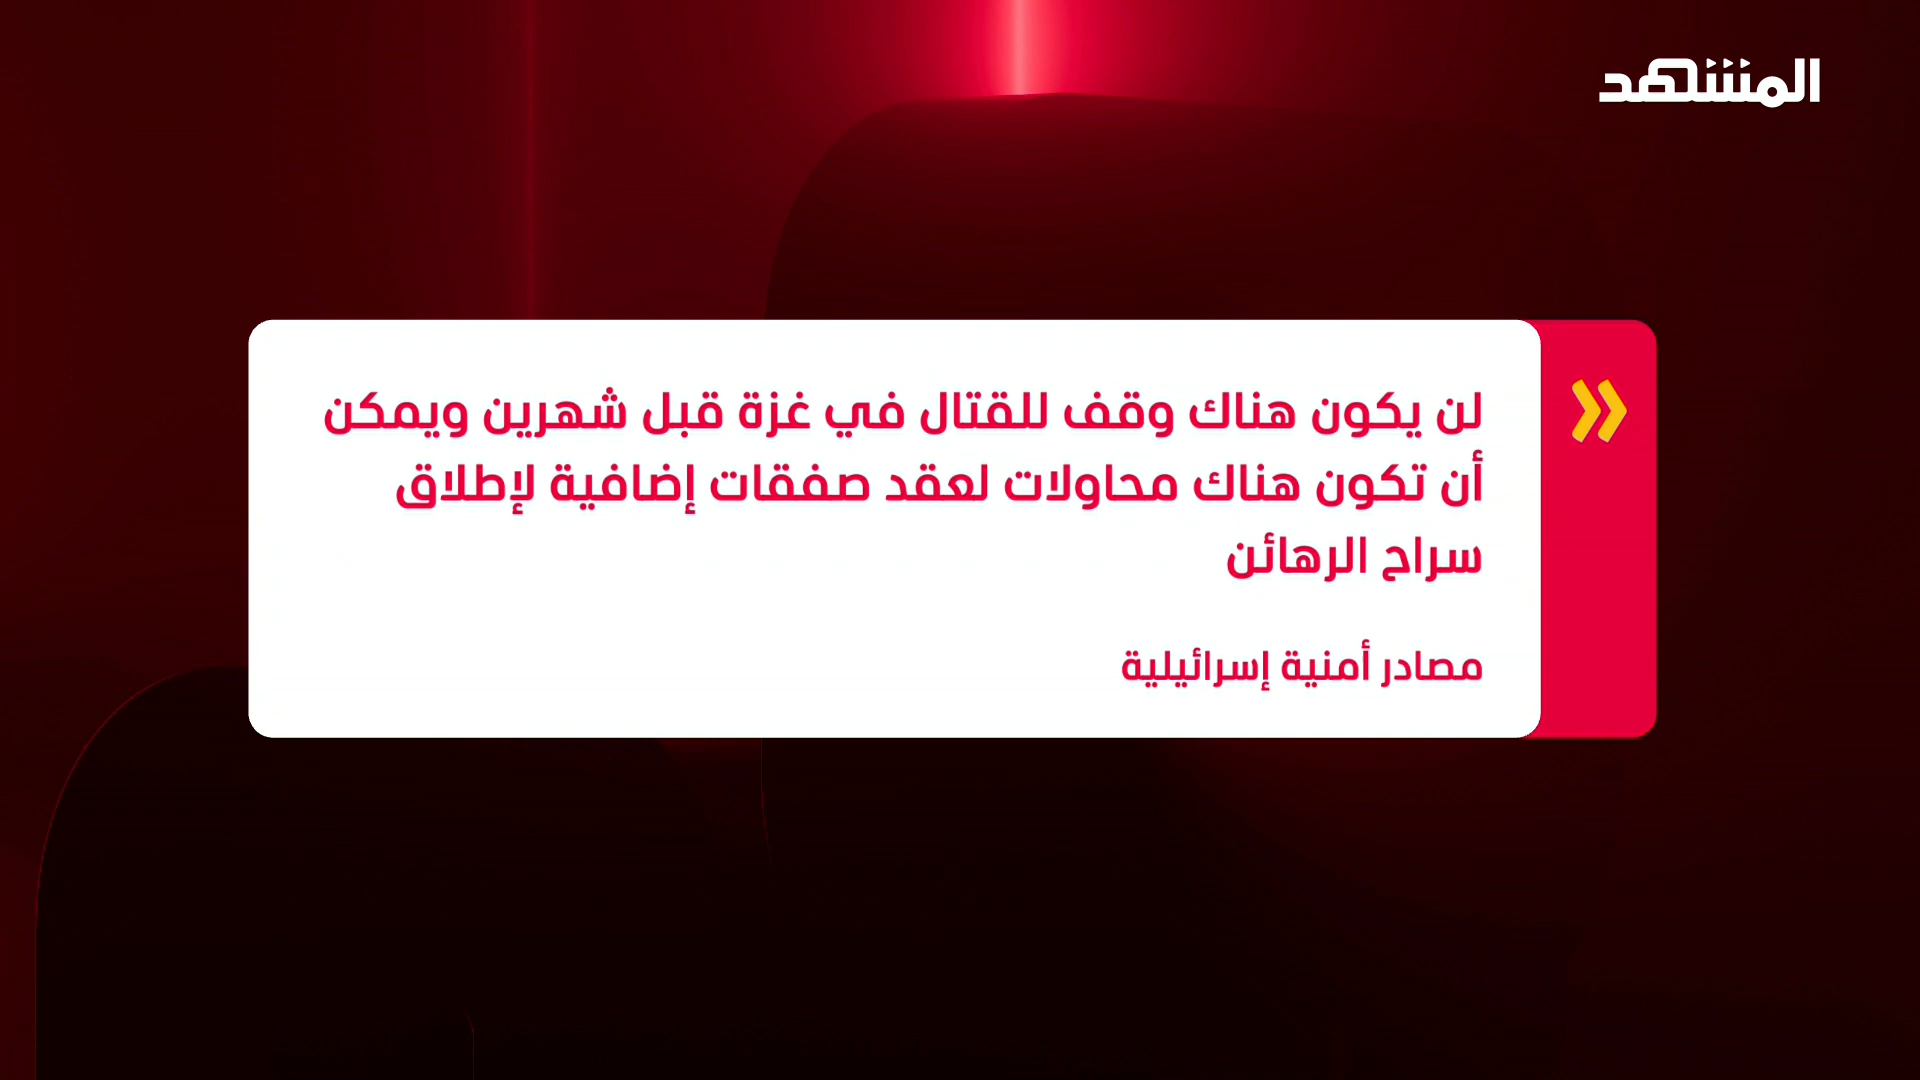 المشهد
لن يكون هناك وقف للقتال في غزة قبل شهرين ويمكن
أن تكون هناك محاولات لعقد صفقات إضافية لإطلاق
سراح الرهائن
مصادر أمنية إسرائيلية